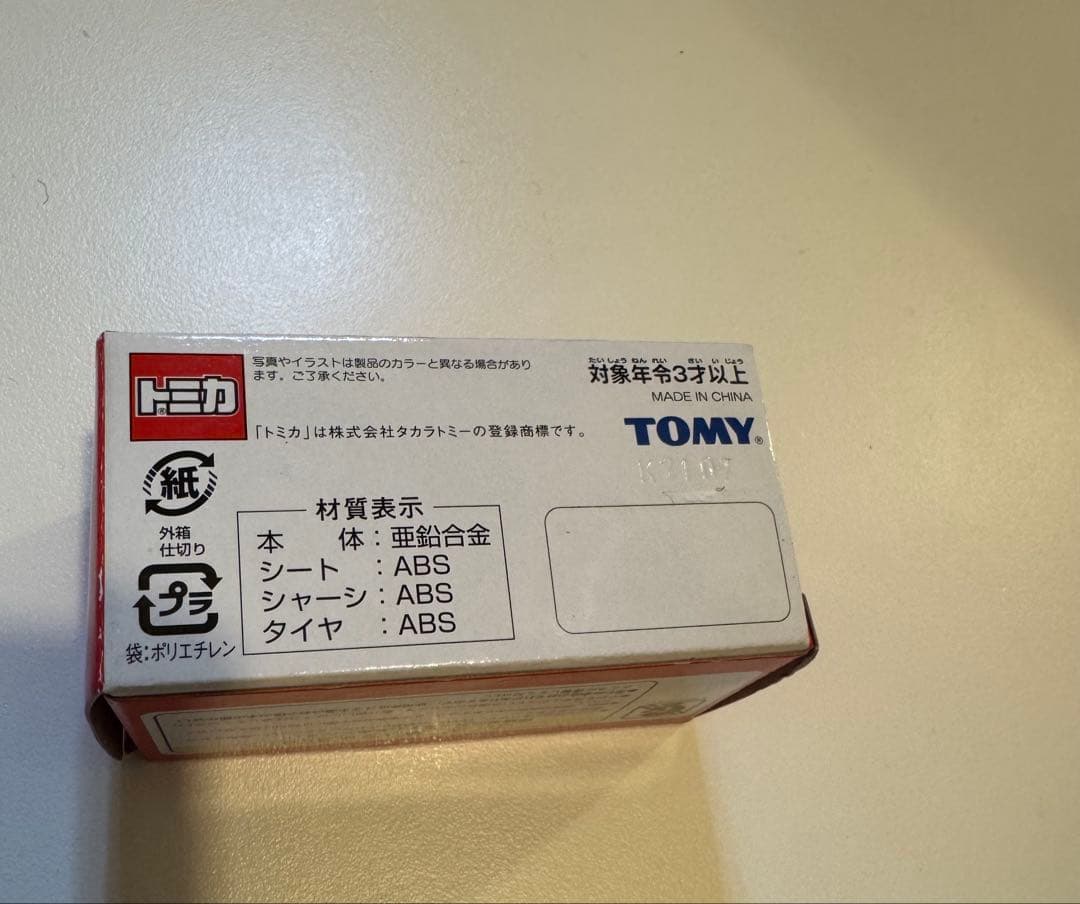 トミカ®
写真やイラストは製品のカラーと異なる場合があり
ます。ご了承ください。
「トミカ」は株式会社タカラトミーの登録商標です。
たいしょう ねん れい さい い じょう
対象年令3才以上
MADE IN CHINA
TOMY®
紙
外箱
仕切り
プラ
袋:ポリエチレン
材質表示
本 体:亜鉛合金
シート :ABS
シャーシ:ABS
タイヤ :ABS